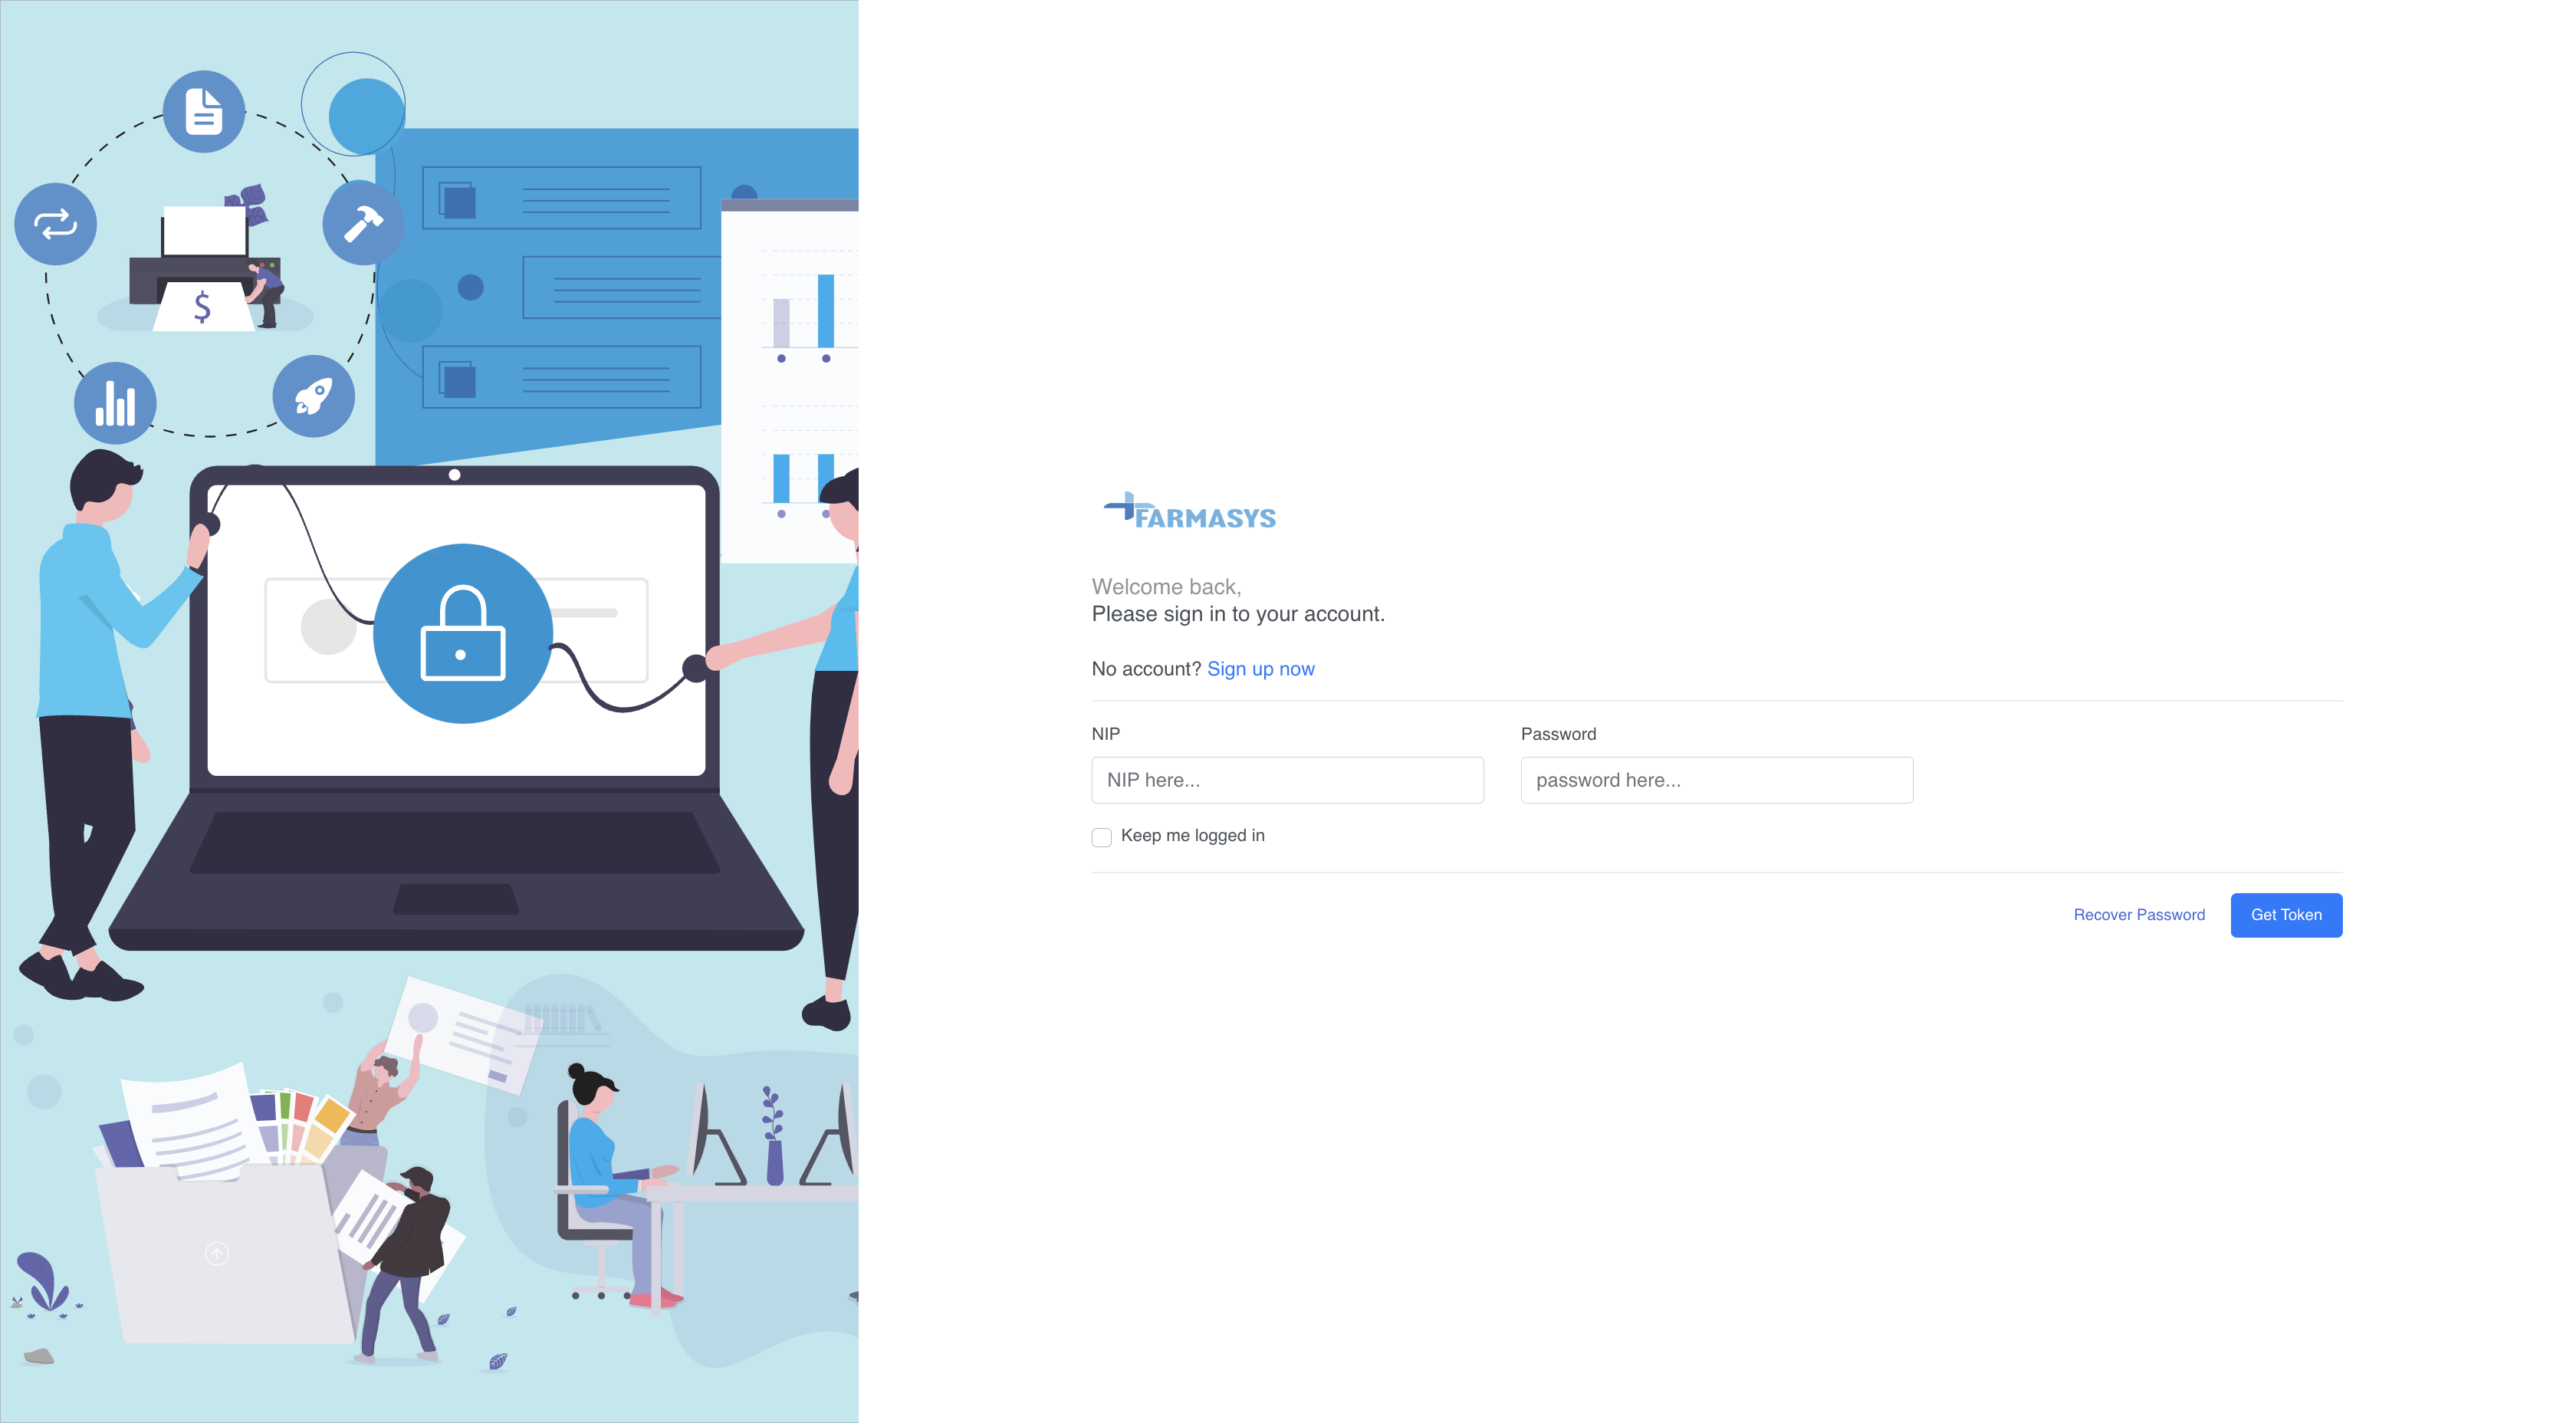 $
FARMASYS
Welcome back,
Please sign in to your account.
No account? Sign up now
NIP
Password
NIP here...
password here...
Keep me logged in
Recover Password
Get Token